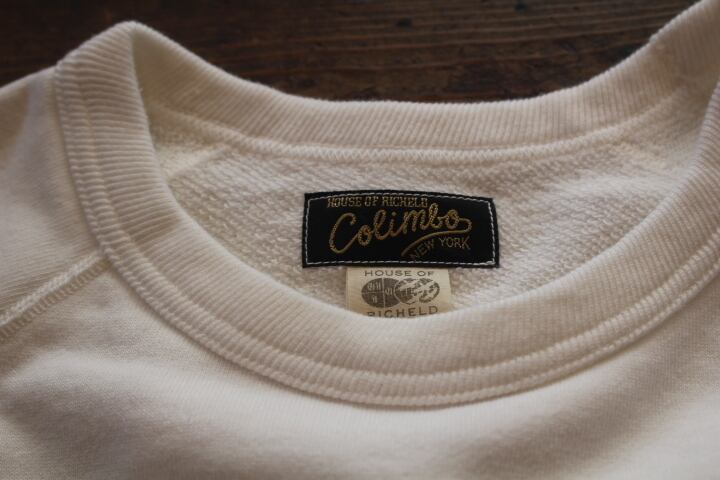 HOUSE OF RICHELD
Colimbo
NEW YORK
HOUSE OF
RICHELD